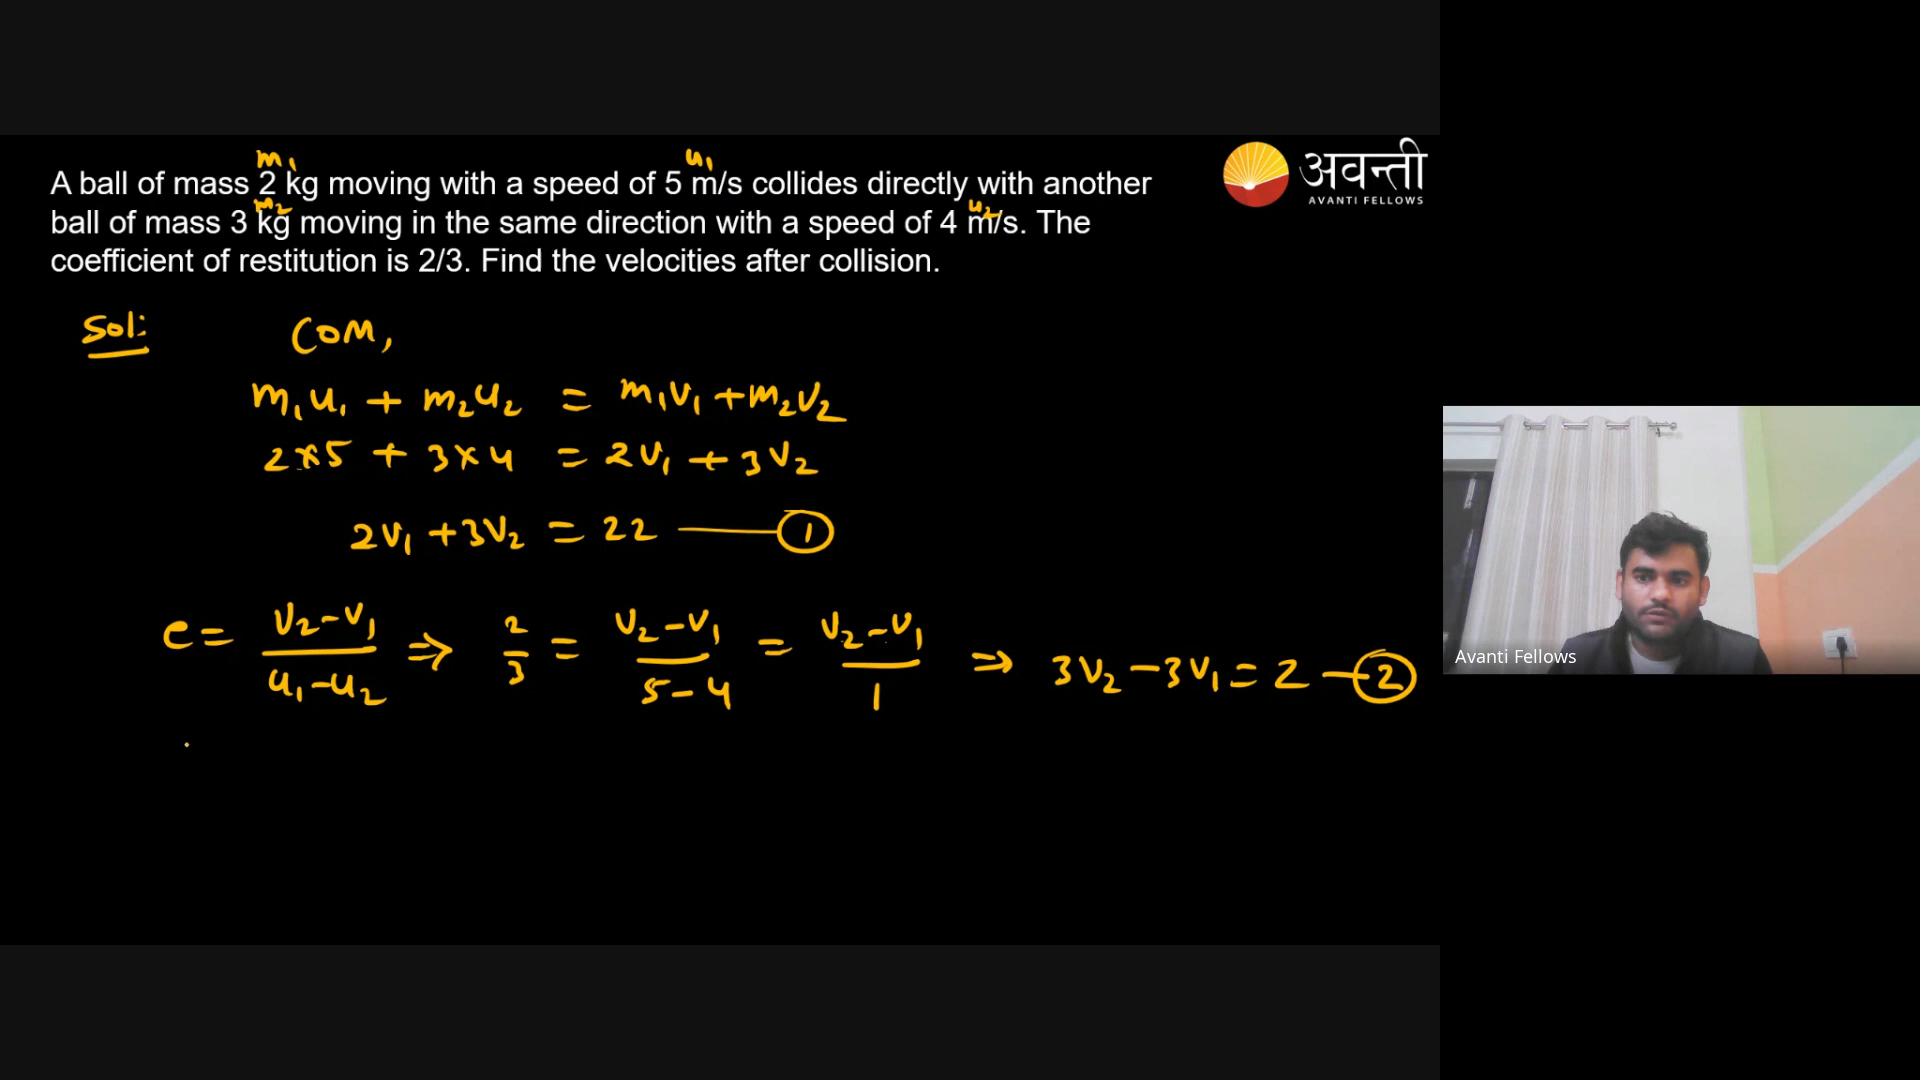 A ball of mass 2 kg moving with a speed of 5 m/s collides directly with another
ball of mass 3 kg moving in the same direction with a speed of 4 m/s. The
coefficient of restitution is 2/3. Find the velocities after collision.
m₁
u₁
m₂
u₂
अवन्ती
AVANTI FELLOWS
Sol:
COM,
m₁u₁ + m₂u₂ = m₁v₁ + m₂v₂
2×5 + 3×4 = 2v₁ + 3v₂
2v₁ + 3v₂ = 22 — ①
e = (v₂-v₁)/(u₁-u₂) ⇒ 2/3 = (v₂-v₁)/(5-4) = (v₂-v₁)/1 ⇒ 3v₂ - 3v₁ = 2 — ②
Avanti Fellows